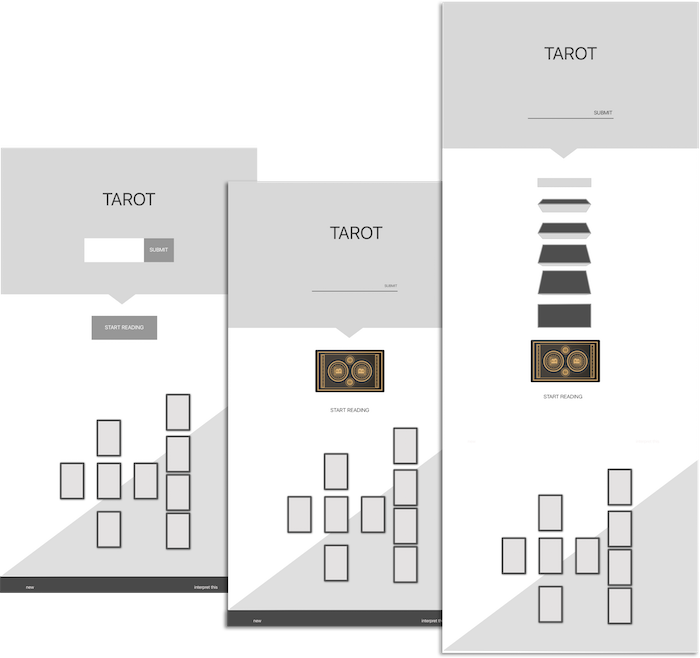 TAROT
SUBMIT
START READING
new
interpret this
TAROT
SUBMIT
START READING
new
interpret th
TAROT
SUBMIT
START READING